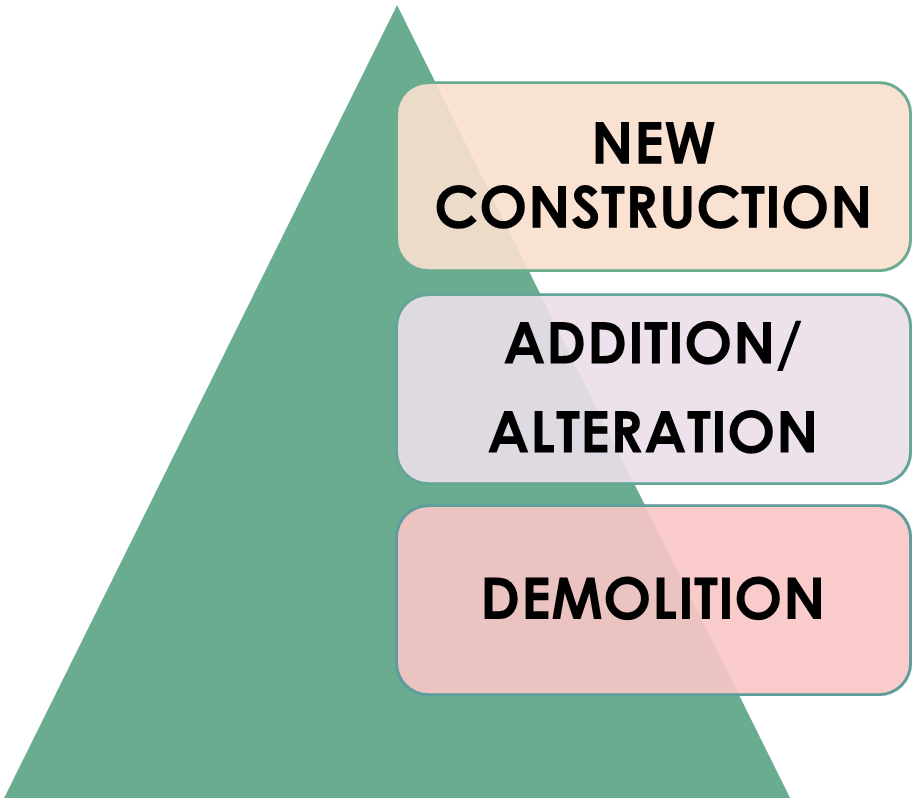 NEW
CONSTRUCTION
ADDITION/
ALTERATION
DEMOLITION